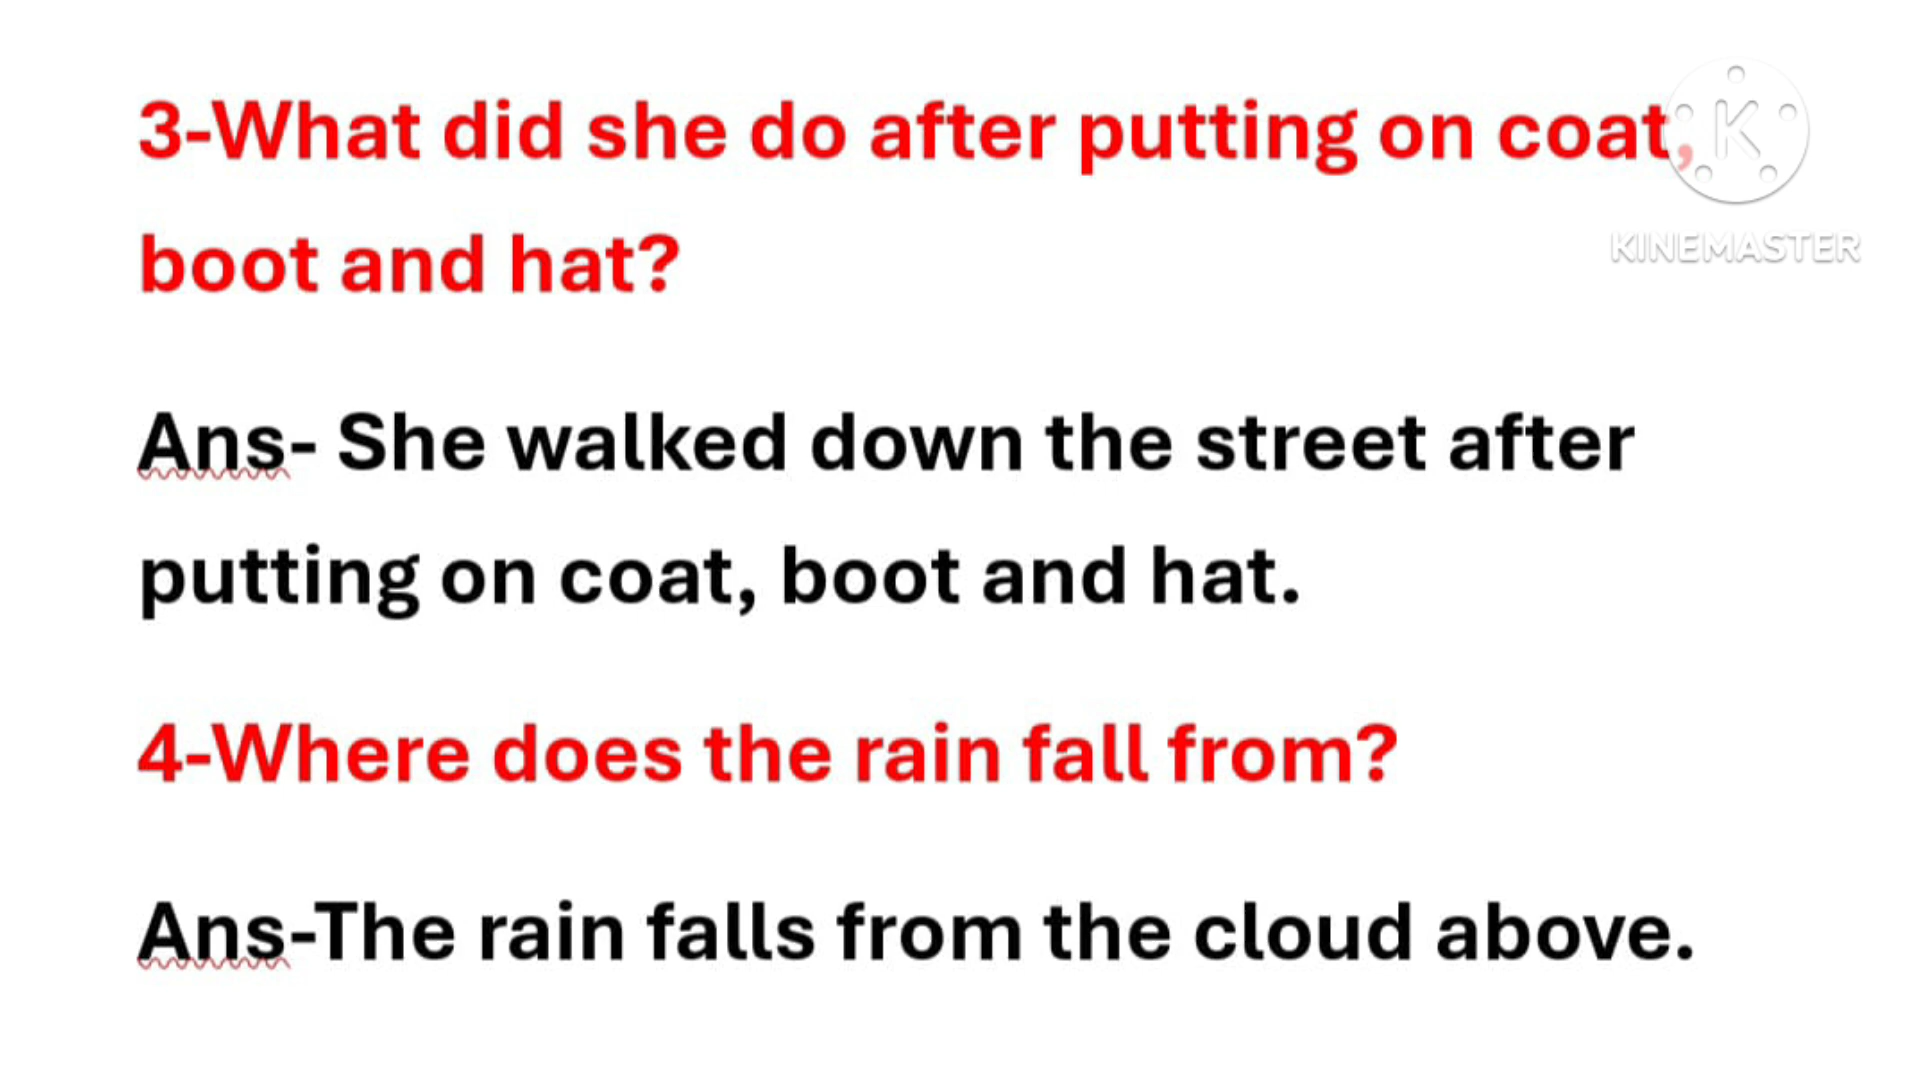 3-What did she do after putting on coat,
boot and hat?
KINEMASTER
Ans- She walked down the street after
putting on coat, boot and hat.
4-Where does the rain fall from?
Ans-The rain falls from the cloud above.